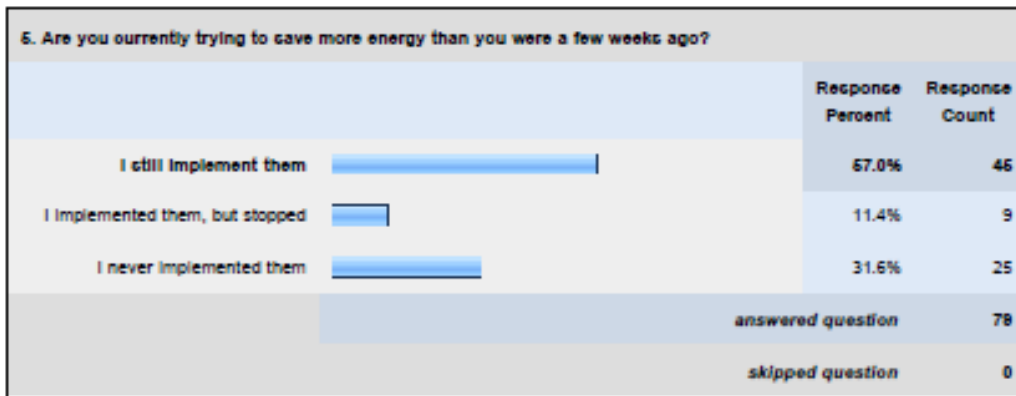 5. Are you currently trying to save more energy than you were a few weeks ago?
Response Percent
Response Count
I still implement them 57.0% 45
I implemented them, but stopped 11.4% 9
I never implemented them 31.6% 25
answered question 79
skipped question 0